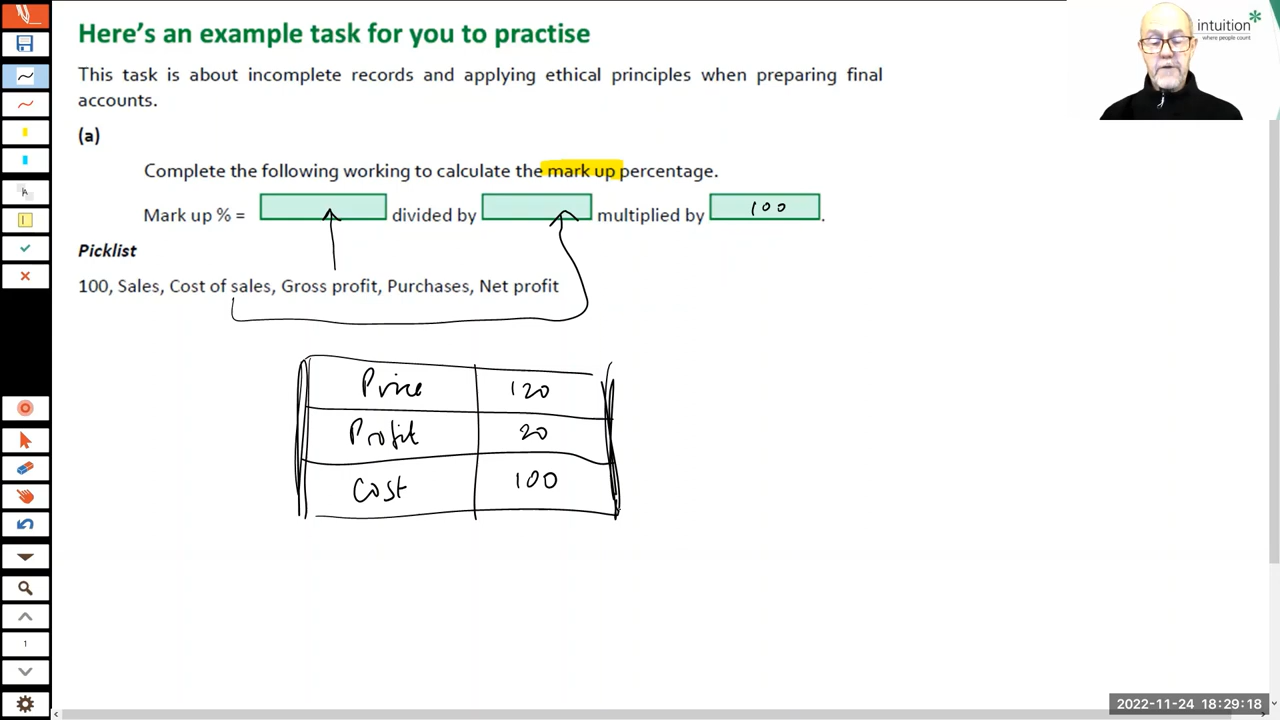 Here's an example task for you to practise
intuition
where people count
This task is about incomplete records and applying ethical principles when preparing final
accounts.
(a)
Complete the following working to calculate the mark up percentage.
Mark up % = divided by multiplied by 100.
Picklist
100, Sales, Cost of sales, Gross profit, Purchases, Net profit
Price 120
Profit 20
Cost 100
1
2022-11-24 18:29:18